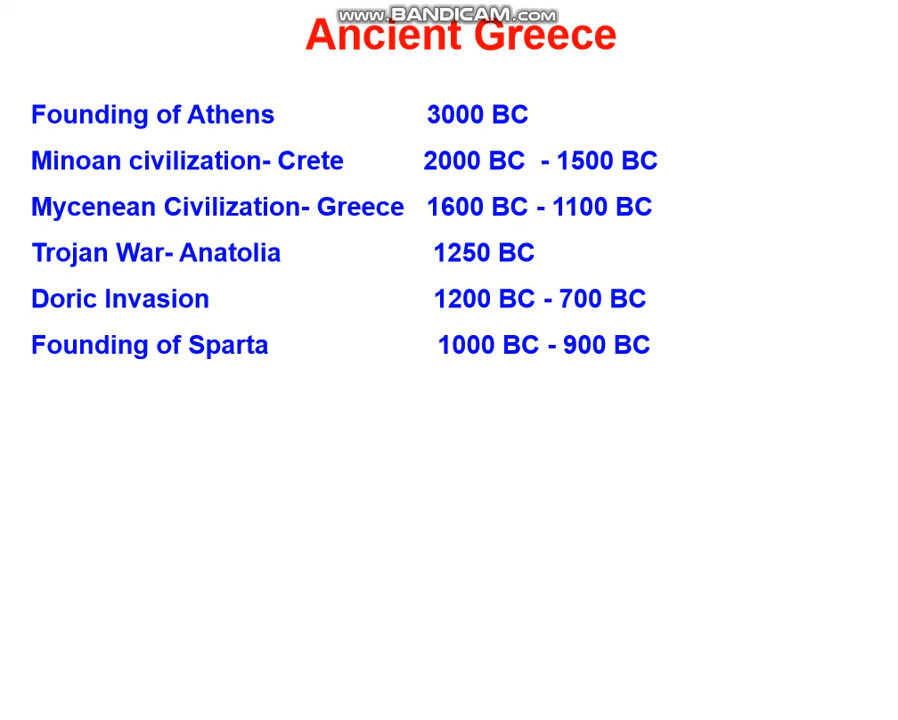 www.BANDICAM.com
Ancient Greece
Founding of Athens 3000 BC
Minoan civilization- Crete 2000 BC - 1500 BC
Mycenean Civilization- Greece 1600 BC - 1100 BC
Trojan War- Anatolia 1250 BC
Doric Invasion 1200 BC - 700 BC
Founding of Sparta 1000 BC - 900 BC